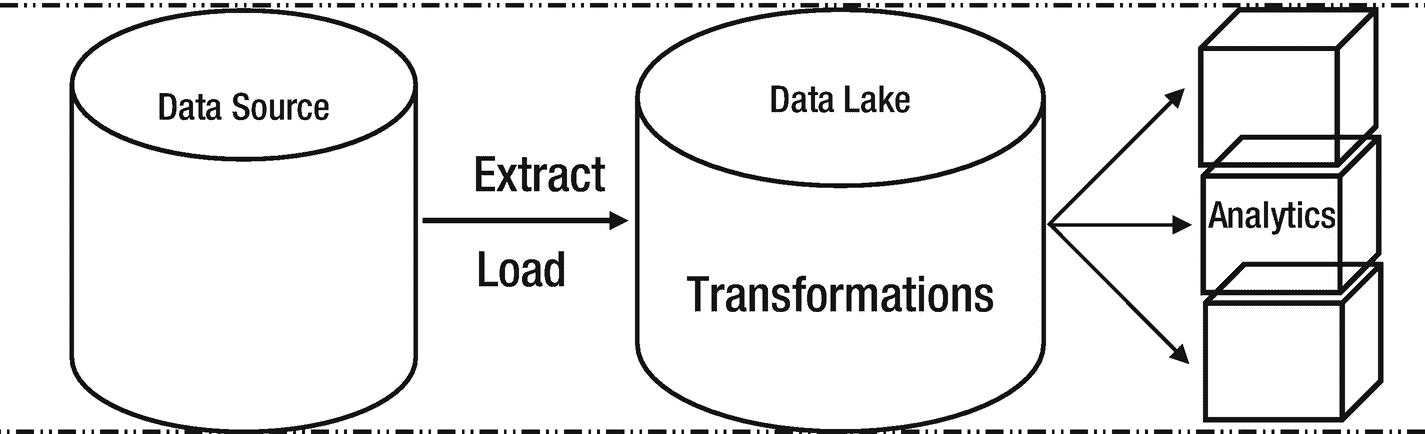 Data Source
Extract
Load
Data Lake
Transformations
Analytics